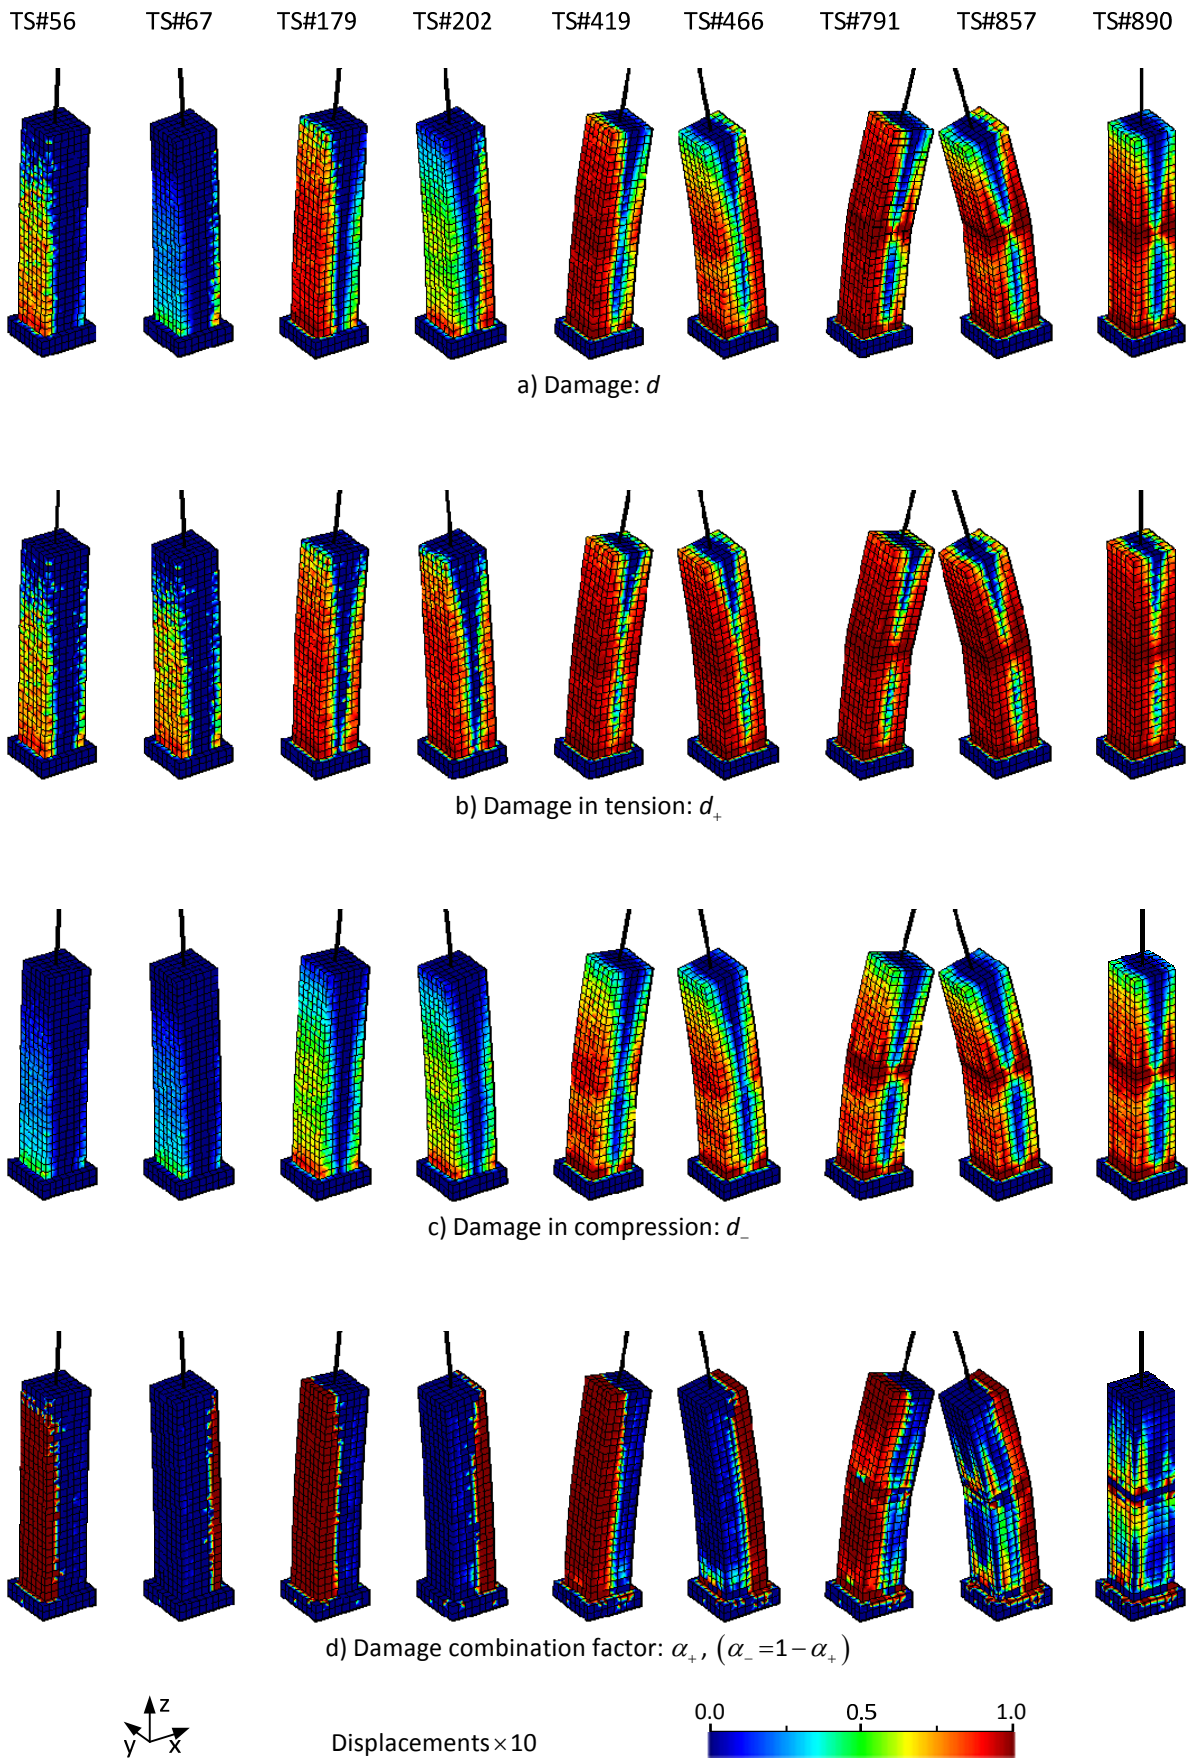 TS#56 TS#67 TS#179 TS#202 TS#419 TS#466 TS#791 TS#857 TS#890
a) Damage: d
b) Damage in tension: d₊
c) Damage in compression: d₋
d) Damage combination factor: α₊, (α₋=1−α₊)
z
y x
Displacements×10
0.0 0.5 1.0